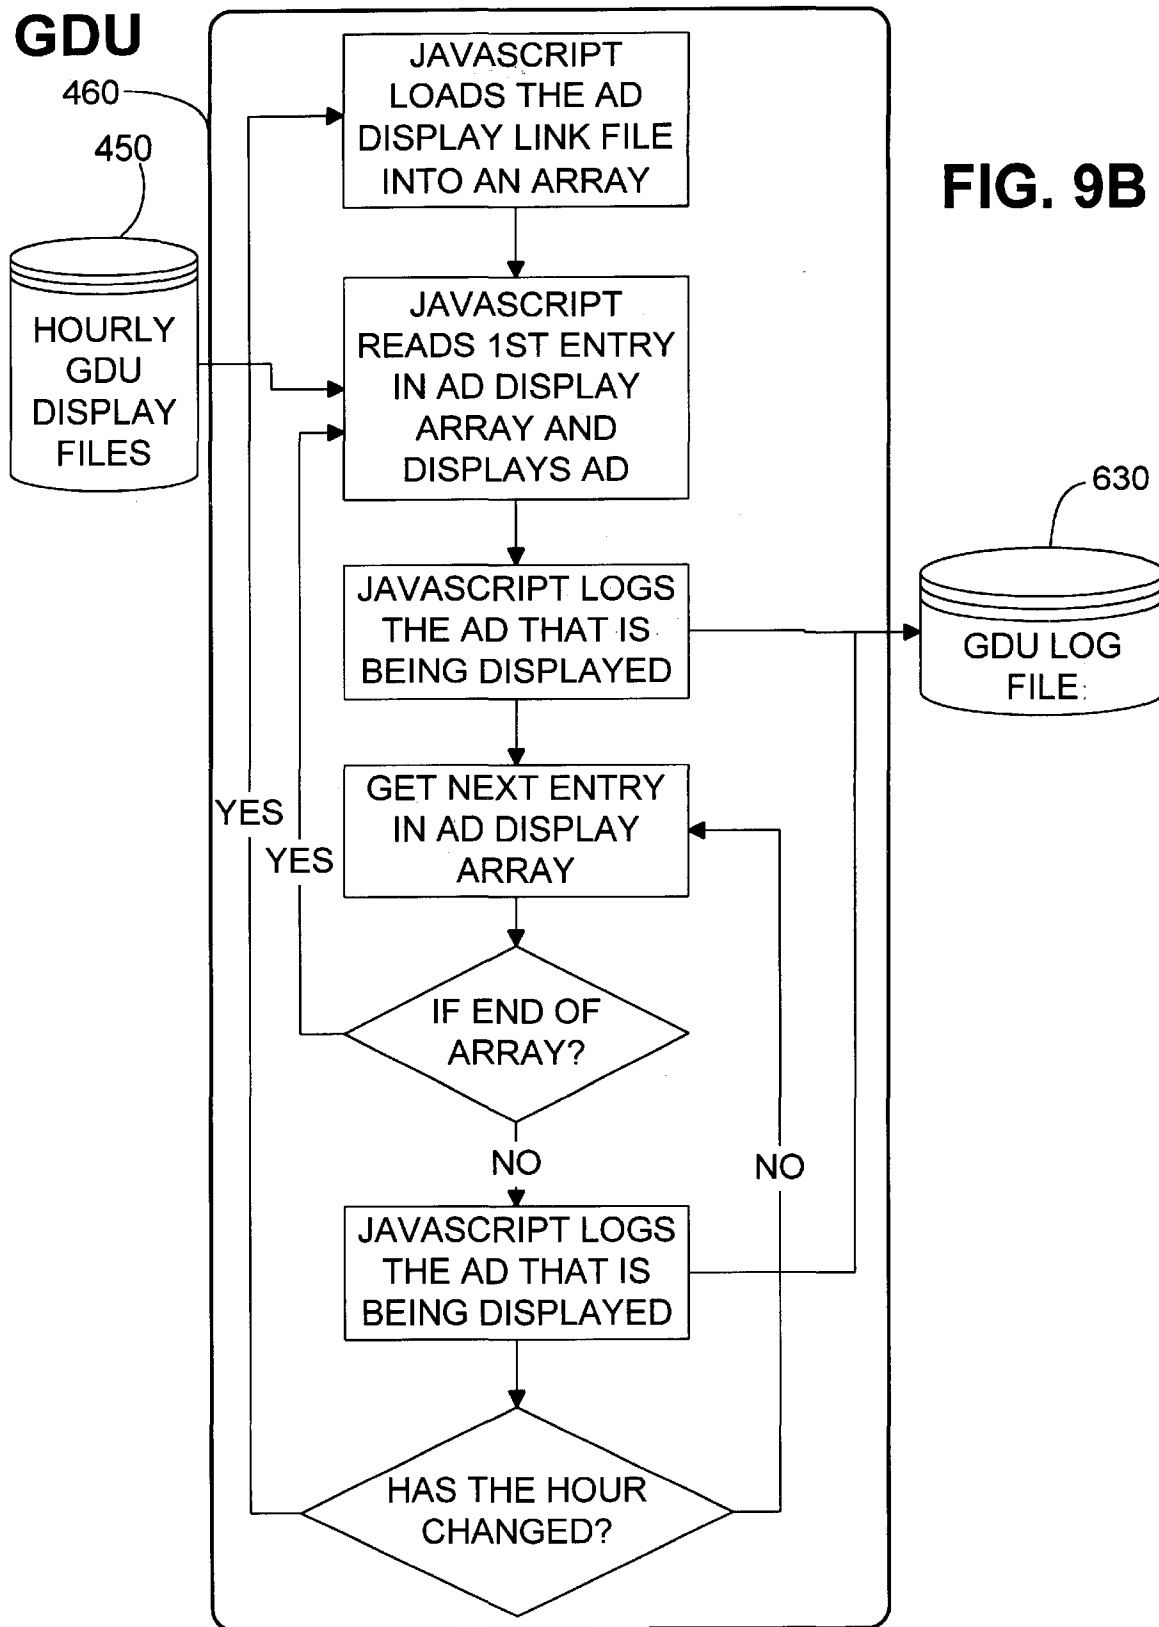 GDU
460
450
FIG. 9B
JAVASCRIPT
LOADS THE AD
DISPLAY LINK FILE
INTO AN ARRAY
HOURLY
GDU
DISPLAY
FILES
JAVASCRIPT
READS 1ST ENTRY
IN AD DISPLAY
ARRAY AND
DISPLAYS AD
630
JAVASCRIPT LOGS
THE AD THAT IS
BEING DISPLAYED
GDU LOG
FILE
GET NEXT ENTRY
IN AD DISPLAY
ARRAY
YES
YES
IF END OF
ARRAY?
NO
NO
JAVASCRIPT LOGS
THE AD THAT IS
BEING DISPLAYED
HAS THE HOUR
CHANGED?